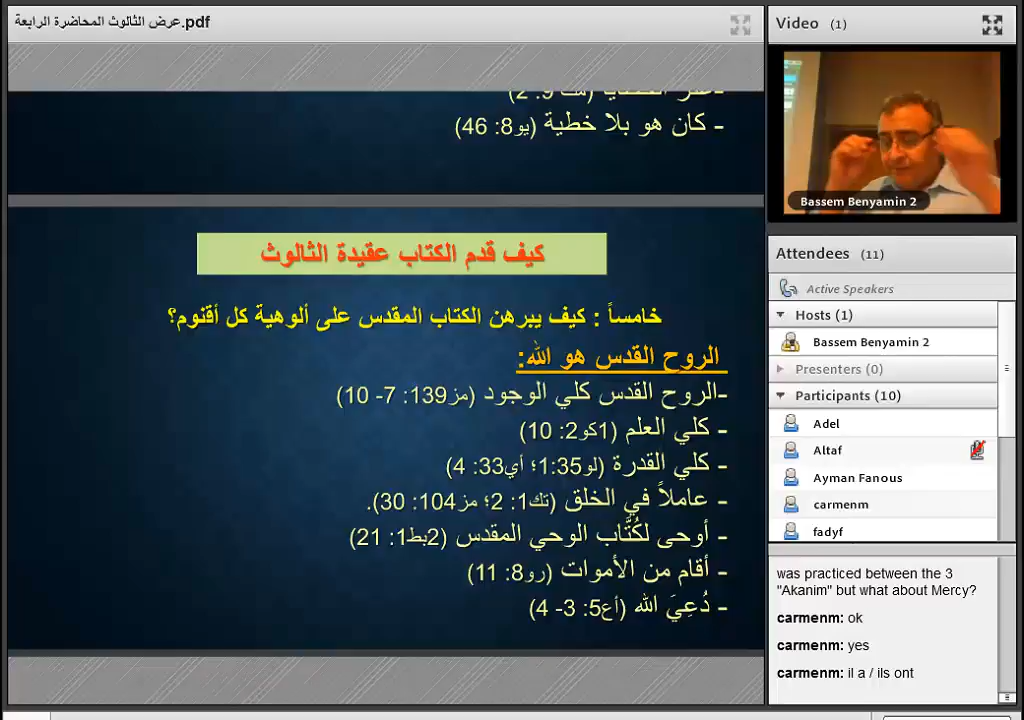 عرض الثالوث المحاضرة الرابعة.pdf
- كان هو بلا خطية (يو8: 46)
كيف قدم الكتاب عقيدة الثالوث
خامساً : كيف يبرهن الكتاب المقدس على ألوهية كل أقنوم؟
الروح القدس هو الله:
-الروح القدس كلي الوجود (مز139: 7- 10)
- كلي العلم (1كو2: 10)
- كلي القدرة (لو1:35؛ أي33: 4)
- عاملاً في الخلق (تك1: 2؛ مز104: 30).
- أوحى لكُتَّاب الوحي المقدس (2بط1: 21)
- أقام من الأموات (رو8: 11)
- دُعِيَ الله (أع5: 3- 4)
Video (1)
Bassem Benyamin 2
Attendees (11)
Active Speakers
Hosts (1)
Bassem Benyamin 2
Presenters (0)
Participants (10)
Adel
Altaf
Ayman Fanous
carmenm
fadyf
was practiced between the 3
"Akanim" but what about Mercy?
carmenm: ok
carmenm: yes
carmenm: il a / ils ont